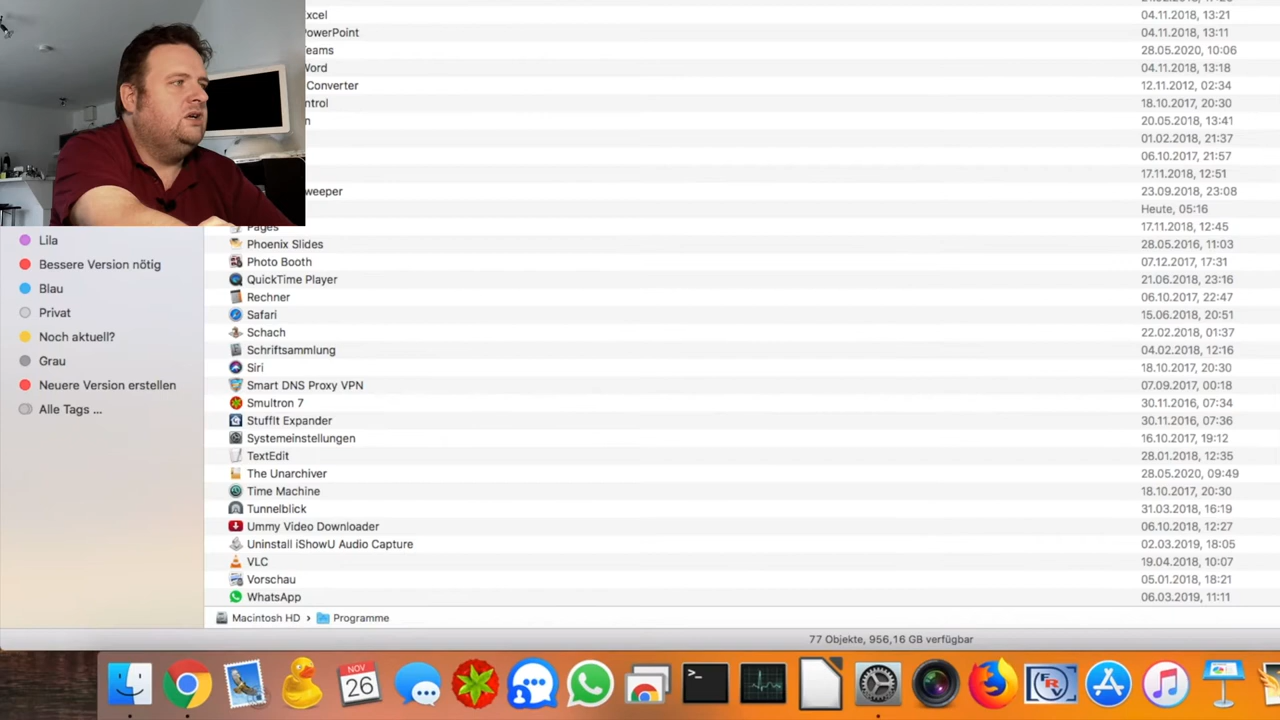 xcel 04.11.2018, 13:21
PowerPoint 04.11.2018, 13:11
Teams 28.05.2020, 10:06
Word 04.11.2018, 13:18
Converter 12.11.2012, 02:34
ntrol 18.10.2017, 20:30
n 20.05.2018, 13:41
01.02.2018, 21:37
06.10.2017, 21:57
17.11.2018, 12:51
weeper 23.09.2018, 23:08
Heute, 05:16
Pages 17.11.2018, 12:45
Lila
Phoenix Slides 28.05.2016, 11:03
Bessere Version nötig
Photo Booth 07.12.2017, 17:31
QuickTime Player 21.06.2018, 23:16
Blau
Rechner 06.10.2017, 22:47
Privat
Safari 15.06.2018, 20:51
Noch aktuell?
Schach 22.02.2018, 01:37
Schriftsammlung 04.02.2018, 12:16
Grau
Siri 18.10.2017, 20:30
Neuere Version erstellen
Smart DNS Proxy VPN 07.09.2017, 00:18
Alle Tags ...
Smultron 7 30.11.2016, 07:34
StuffIt Expander 30.11.2016, 07:36
Systemeinstellungen 16.10.2017, 19:12
TextEdit 28.01.2018, 12:35
The Unarchiver 28.05.2020, 09:49
Time Machine 18.10.2017, 20:30
Tunnelblick 31.03.2018, 16:19
Ummy Video Downloader 06.10.2018, 12:27
Uninstall iShowU Audio Capture 02.03.2019, 18:05
VLC 19.04.2018, 10:07
Vorschau 05.01.2018, 18:21
WhatsApp 06.03.2019, 11:11
Macintosh HD › Programme
77 Objekte, 956,16 GB verfügbar
NOV
26
FRV